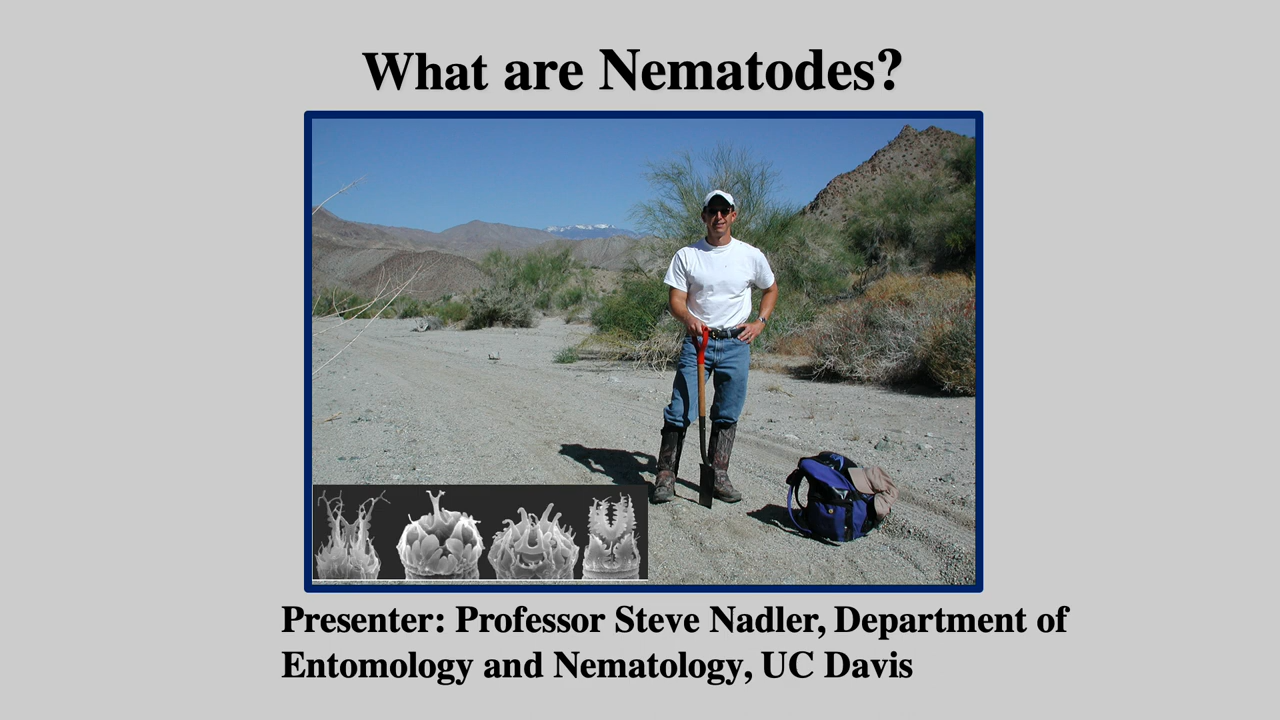 What are Nematodes?
Presenter: Professor Steve Nadler, Department of
Entomology and Nematology, UC Davis